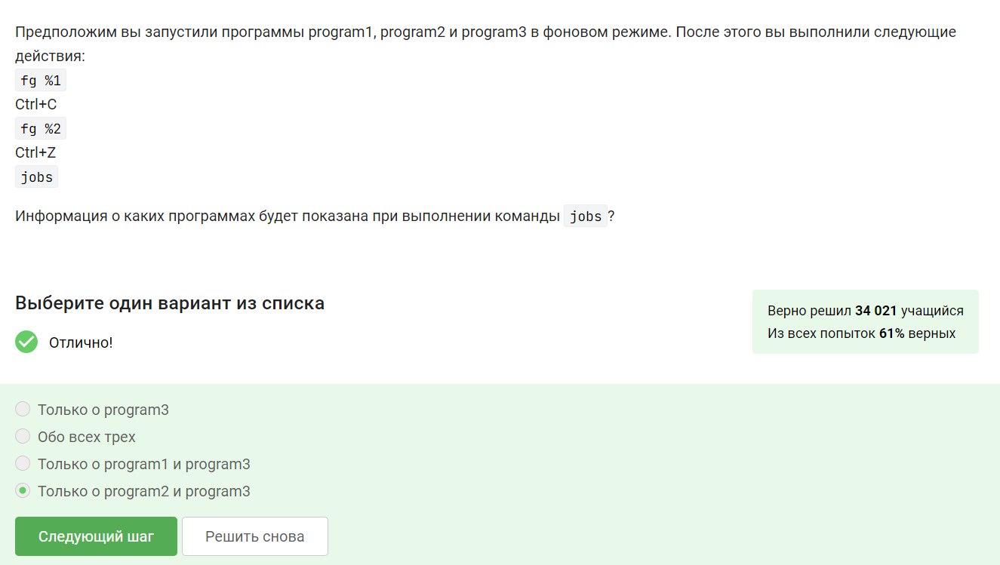 Предположим вы запустили программы program1, program2 и program3 в фоновом режиме. После этого вы выполнили следующие
действия:
fg %1
Ctrl+C
fg %2
Ctrl+Z
jobs
Информация о каких программах будет показана при выполнении команды jobs?
Выберите один вариант из списка
Отлично!
Верно решил 34 021 учащийся
Из всех попыток 61% верных
Только о program3
Обо всех трех
Только о program1 и program3
Только о program2 и program3
Следующий шаг
Решить снова